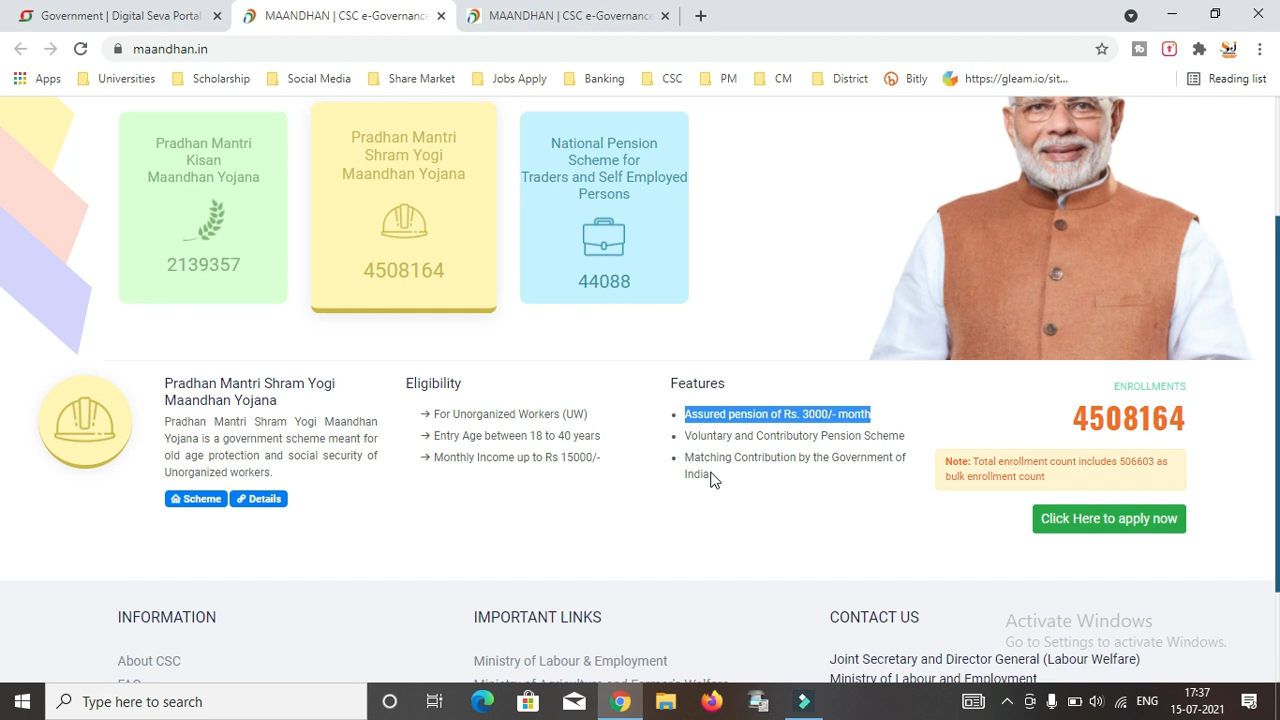 Government | Digital Seva Portal
MAANDHAN | CSC e-Governance
MAANDHAN | CSC e-Governance
maandhan.in
Apps
Universities
Scholarship
Social Media
Share Market
Jobs Apply
Banking
CSC
PM
CM
District
Bitly
https://gleam.io/sit...
Reading list
Pradhan Mantri
Kisan
Maandhan Yojana
2139357
Pradhan Mantri
Shram Yogi
Maandhan Yojana
4508164
National Pension
Scheme for
Traders and Self Employed
Persons
44088
Pradhan Mantri Shram Yogi
Maandhan Yojana
Pradhan Mantri Shram Yogi Maandhan
Yojana is a government scheme meant for
old age protection and social security of
Unorganized workers.
Scheme
Details
Eligibility
→ For Unorganized Workers (UW)
→ Entry Age between 18 to 40 years
→ Monthly Income up to Rs 15000/-
Features
• Assured pension of Rs. 3000/- month
• Voluntary and Contributory Pension Scheme
• Matching Contribution by the Government of
India
ENROLLMENTS
4508164
Note: Total enrollment count includes 506603 as
bulk enrollment count
Click Here to apply now
INFORMATION
About CSC
FAQ
IMPORTANT LINKS
Ministry of Labour & Employment
Ministry of Agriculture and Farmer's Welfare
CONTACT US
Joint Secretary and Director General (Labour Welfare)
Ministry of Labour and Employment
Activate Windows
Go to Settings to activate Windows.
Type here to search
ENG
17:37
15-07-2021